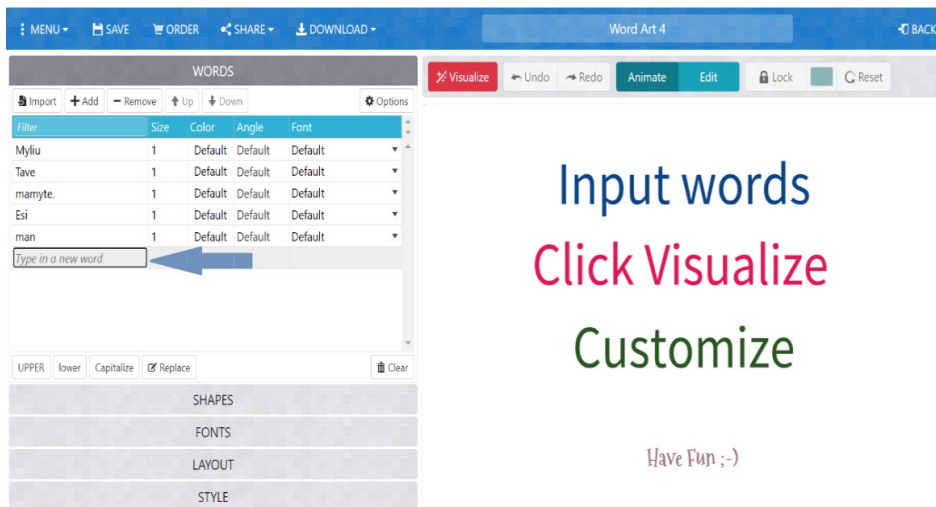 MENU SAVE ORDER SHARE DOWNLOAD Word Art 4 BACK
WORDS
Import Add Remove Up Down Options
Filter Size Color Angle Font
Myliu 1 Default Default Default
Tave 1 Default Default Default
mamyte. 1 Default Default Default
Esi 1 Default Default Default
man 1 Default Default Default
Type in a new word
UPPER lower Capitalize Replace Clear
SHAPES
FONTS
LAYOUT
STYLE
Visualize Undo Redo Animate Edit Lock Reset
Input words
Click Visualize
Customize
Have Fun ;-)